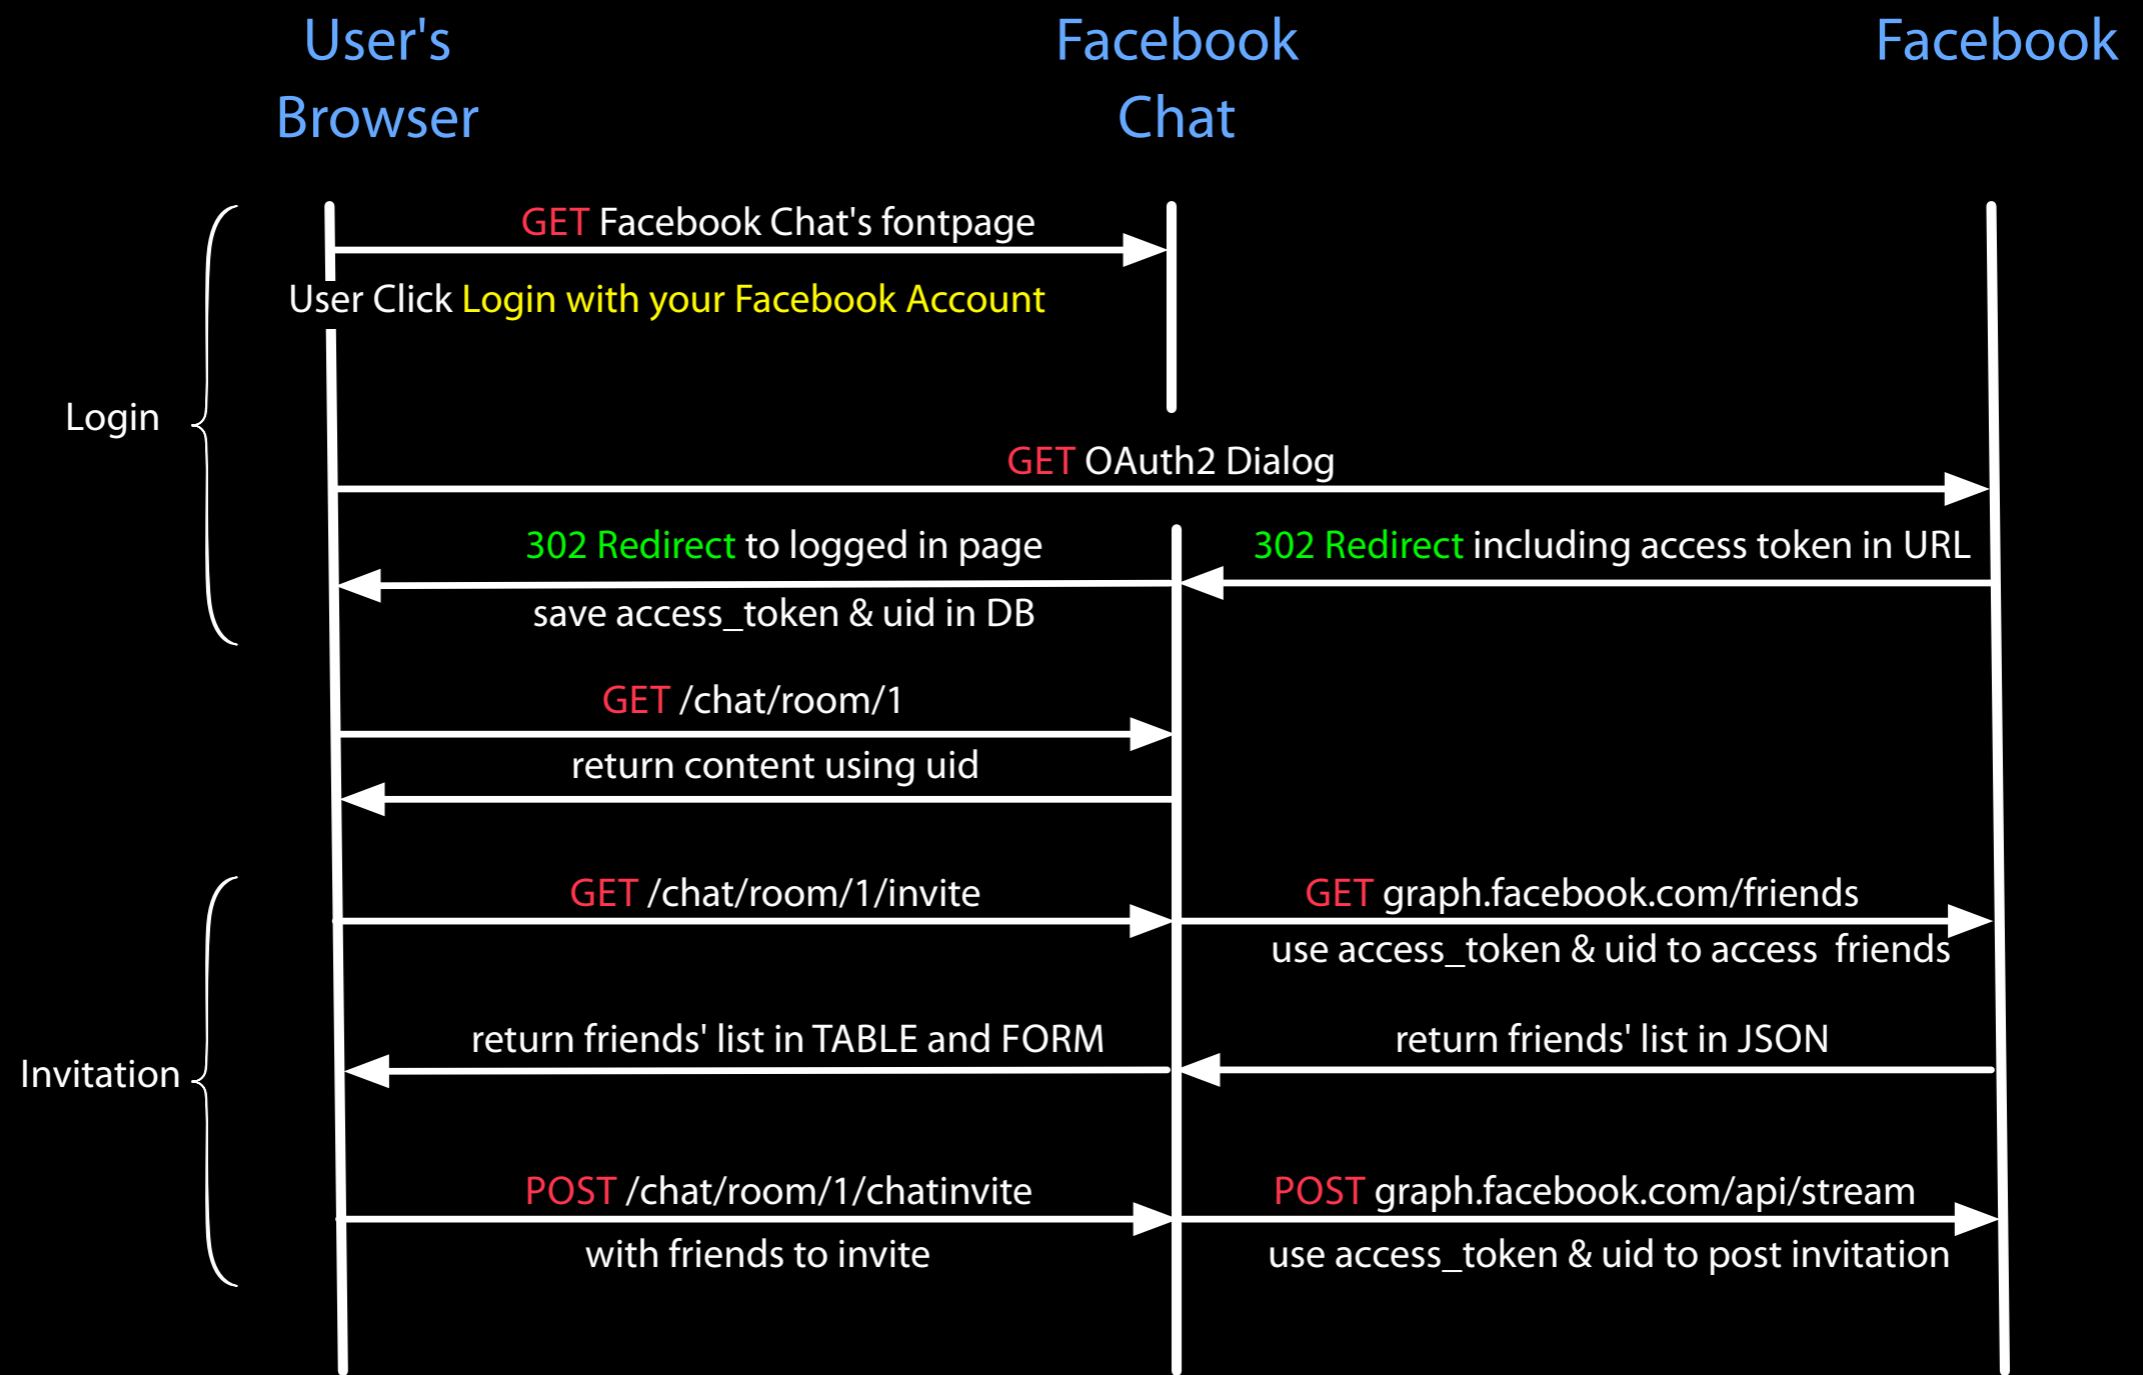 User's
Browser
Facebook
Chat
Facebook
GET Facebook Chat's fontpage
User Click Login with your Facebook Account
Login
GET OAuth2 Dialog
302 Redirect to logged in page
302 Redirect including access token in URL
save access_token & uid in DB
GET /chat/room/1
return content using uid
GET /chat/room/1/invite
GET graph.facebook.com/friends
use access_token & uid to access  friends
return friends' list in TABLE and FORM
return friends' list in JSON
Invitation
POST /chat/room/1/chatinvite
POST graph.facebook.com/api/stream
with friends to invite
use access_token & uid to post invitation